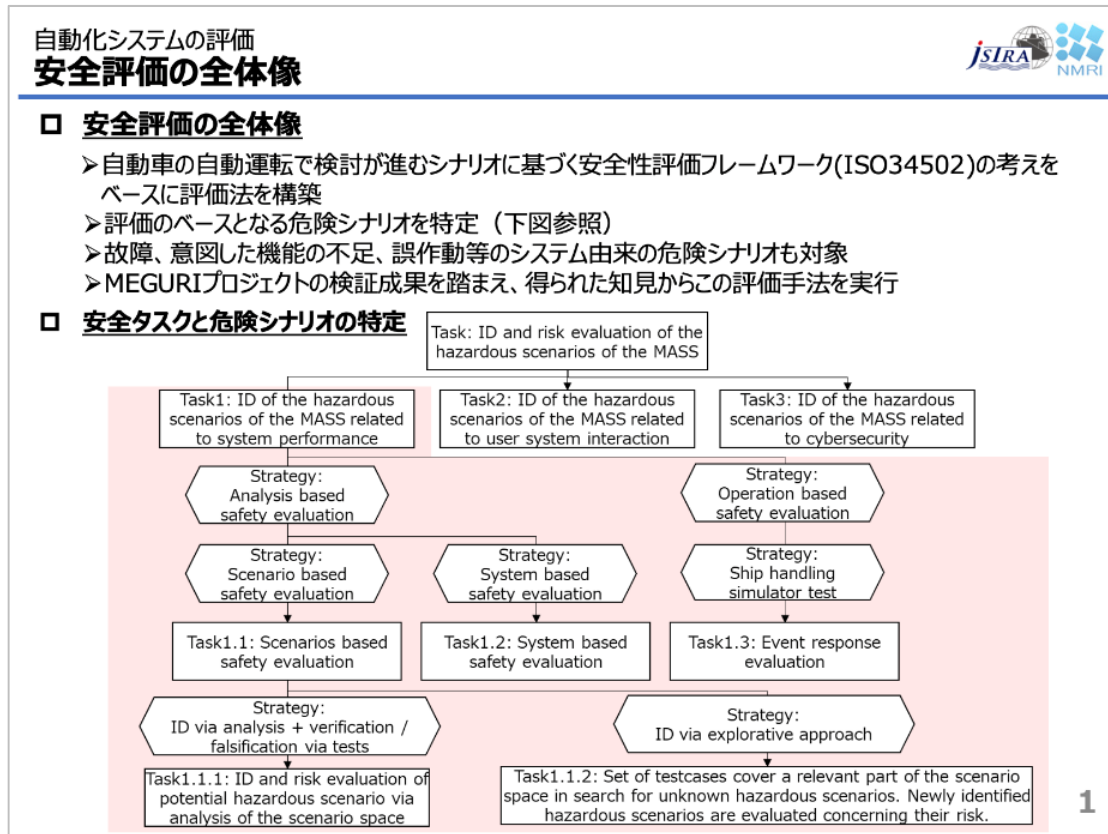 自動化システムの評価
安全評価の全体像
jSTRA
NMRI
□ 安全評価の全体像
➢自動車の自動運転で検討が進むシナリオに基づく安全性評価フレームワーク(ISO34502)の考えを
ベースに評価法を構築
➢評価のベースとなる危険シナリオを特定（下図参照）
➢故障、意図した機能の不足、誤作動等のシステム由来の危険シナリオも対象
➢MEGURIプロジェクトの検証成果を踏まえ、得られた知見からこの評価手法を実行
□ 安全タスクと危険シナリオの特定
Task: ID and risk evaluation of the
hazardous scenarios of the MASS
Task1: ID of the hazardous
scenarios of the MASS related
to system performance
Task2: ID of the hazardous
scenarios of the MASS related
to user system interaction
Task3: ID of the hazardous
scenarios of the MASS related
to cybersecurity
Strategy:
Analysis based
safety evaluation
Strategy:
Operation based
safety evaluation
Strategy:
Scenario based
safety evaluation
Strategy:
System based
safety evaluation
Strategy:
Ship handling
simulator test
Task1.1: Scenarios based
safety evaluation
Task1.2: System based
safety evaluation
Task1.3: Event response
evaluation
Strategy:
ID via analysis + verification /
falsification via tests
Strategy:
ID via explorative approach
Task1.1.1: ID and risk evaluation of
potential hazardous scenario via
analysis of the scenario space
Task1.1.2: Set of testcases cover a relevant part of the scenario
space in search for unknown hazardous scenarios. Newly identified
hazardous scenarios are evaluated concerning their risk.
1